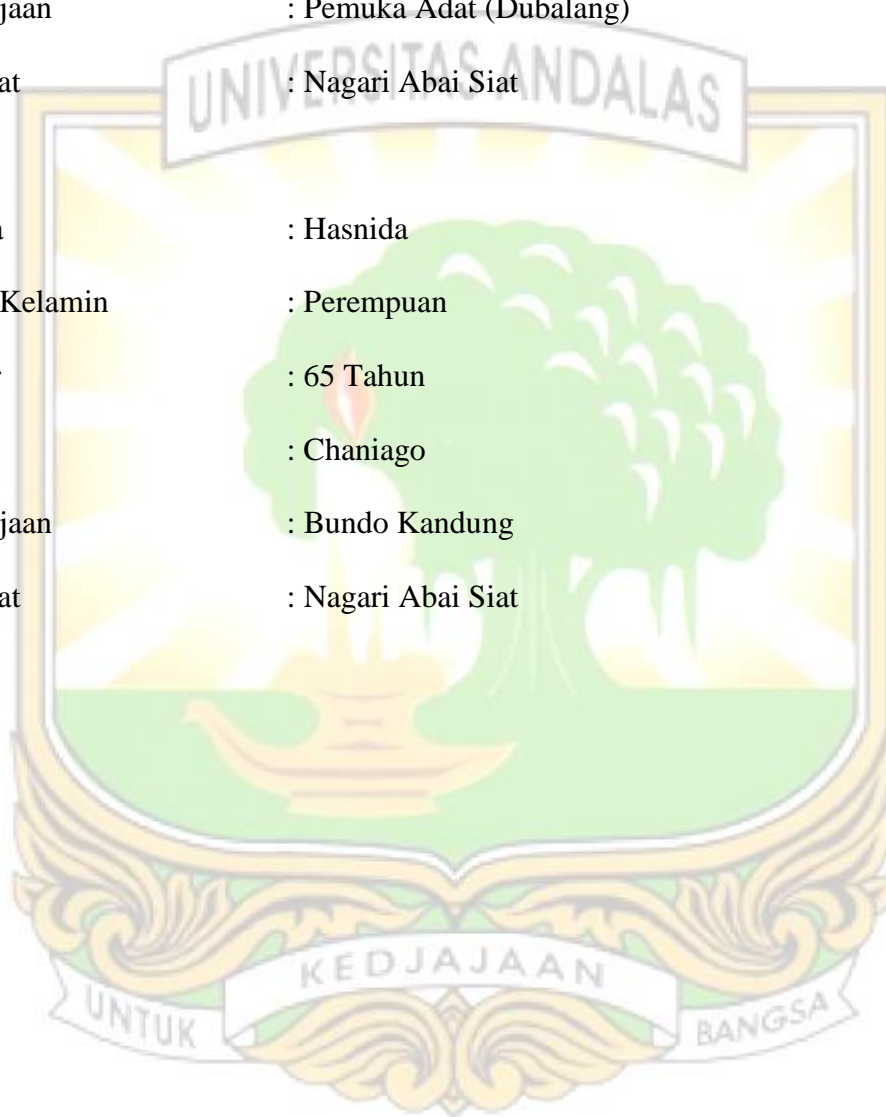 jaan : Pemuka Adat (Dubalang)
at : Nagari Abai Siat
UNIVERSITAS ANDALAS
a : Hasnida
Kelamin : Perempuan
: 65 Tahun
: Chaniago
jaan : Bundo Kandung
at : Nagari Abai Siat
KEDJAJAAN
UNTUK BANGSA